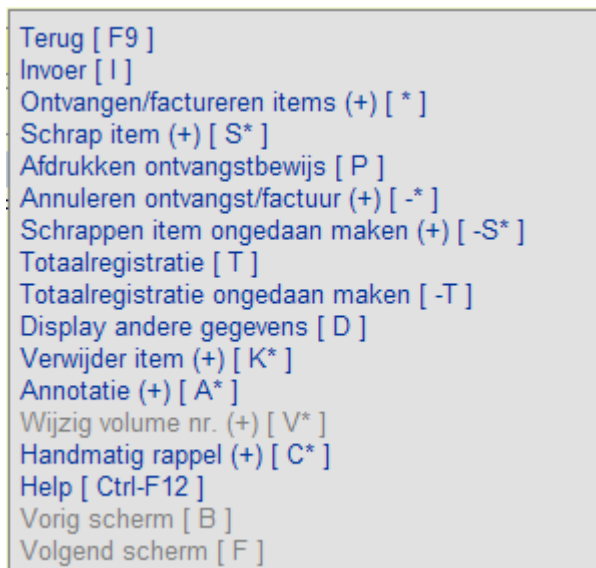 Terug [ F9 ]
Invoer [ I ]
Ontvangen/factureren items (+) [ * ]
Schrap item (+) [ S* ]
Afdrukken ontvangstbewijs [ P ]
Annuleren ontvangst/factuur (+) [ -* ]
Schrappen item ongedaan maken (+) [ -S* ]
Totaalregistratie [ T ]
Totaalregistratie ongedaan maken [ -T ]
Display andere gegevens [ D ]
Verwijder item (+) [ K* ]
Annotatie (+) [ A* ]
Wijzig volume nr. (+) [ V* ]
Handmatig rappel (+) [ C* ]
Help [ Ctrl-F12 ]
Vorig scherm [ B ]
Volgend scherm [ F ]